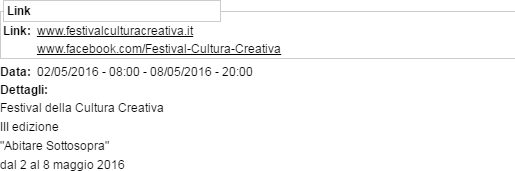 Link
Link: www.festivalculturacreativa.it
www.facebook.com/Festival-Cultura-Creativa
Data: 02/05/2016 - 08:00 - 08/05/2016 - 20:00
Dettagli:
Festival della Cultura Creativa
III edizione
"Abitare Sottosopra"
dal 2 al 8 maggio 2016